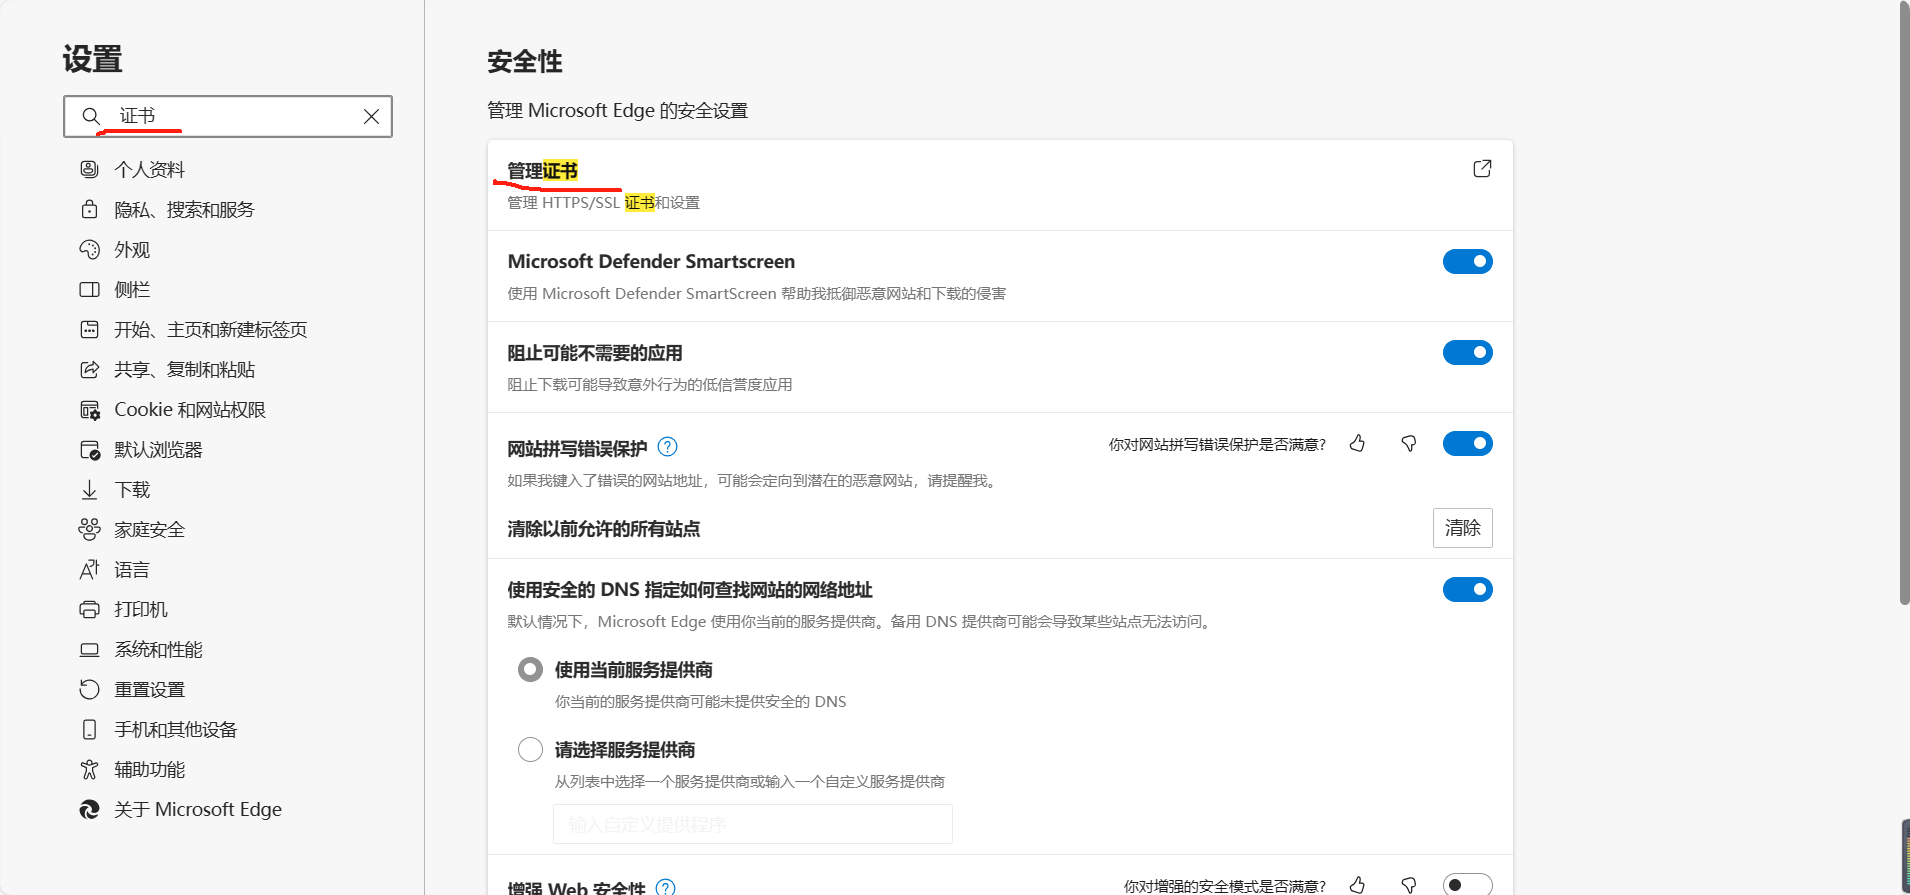 设置
证书
个人资料
隐私、搜索和服务
外观
侧栏
开始、主页和新建标签页
共享、复制和粘贴
Cookie 和网站权限
默认浏览器
下载
家庭安全
语言
打印机
系统和性能
重置设置
手机和其他设备
辅助功能
关于 Microsoft Edge
安全性
管理 Microsoft Edge 的安全设置
管理证书
管理 HTTPS/SSL 证书和设置
Microsoft Defender Smartscreen
使用 Microsoft Defender SmartScreen 帮助我抵御恶意网站和下载的侵害
阻止可能不需要的应用
阻止下载可能导致意外行为的低信誉度应用
网站拼写错误保护
你对网站拼写错误保护是否满意?
如果我键入了错误的网站地址，可能会定向到潜在的恶意网站，请提醒我。
清除以前允许的所有站点
清除
使用安全的 DNS 指定如何查找网站的网络地址
默认情况下，Microsoft Edge 使用你当前的服务提供商。备用 DNS 提供商可能会导致某些站点无法访问。
使用当前服务提供商
你当前的服务提供商可能未提供安全的 DNS
请选择服务提供商
从列表中选择一个服务提供商或输入一个自定义服务提供商
输入自定义提供程序
增强 Web 安全性
你对增强的安全模式是否满意?